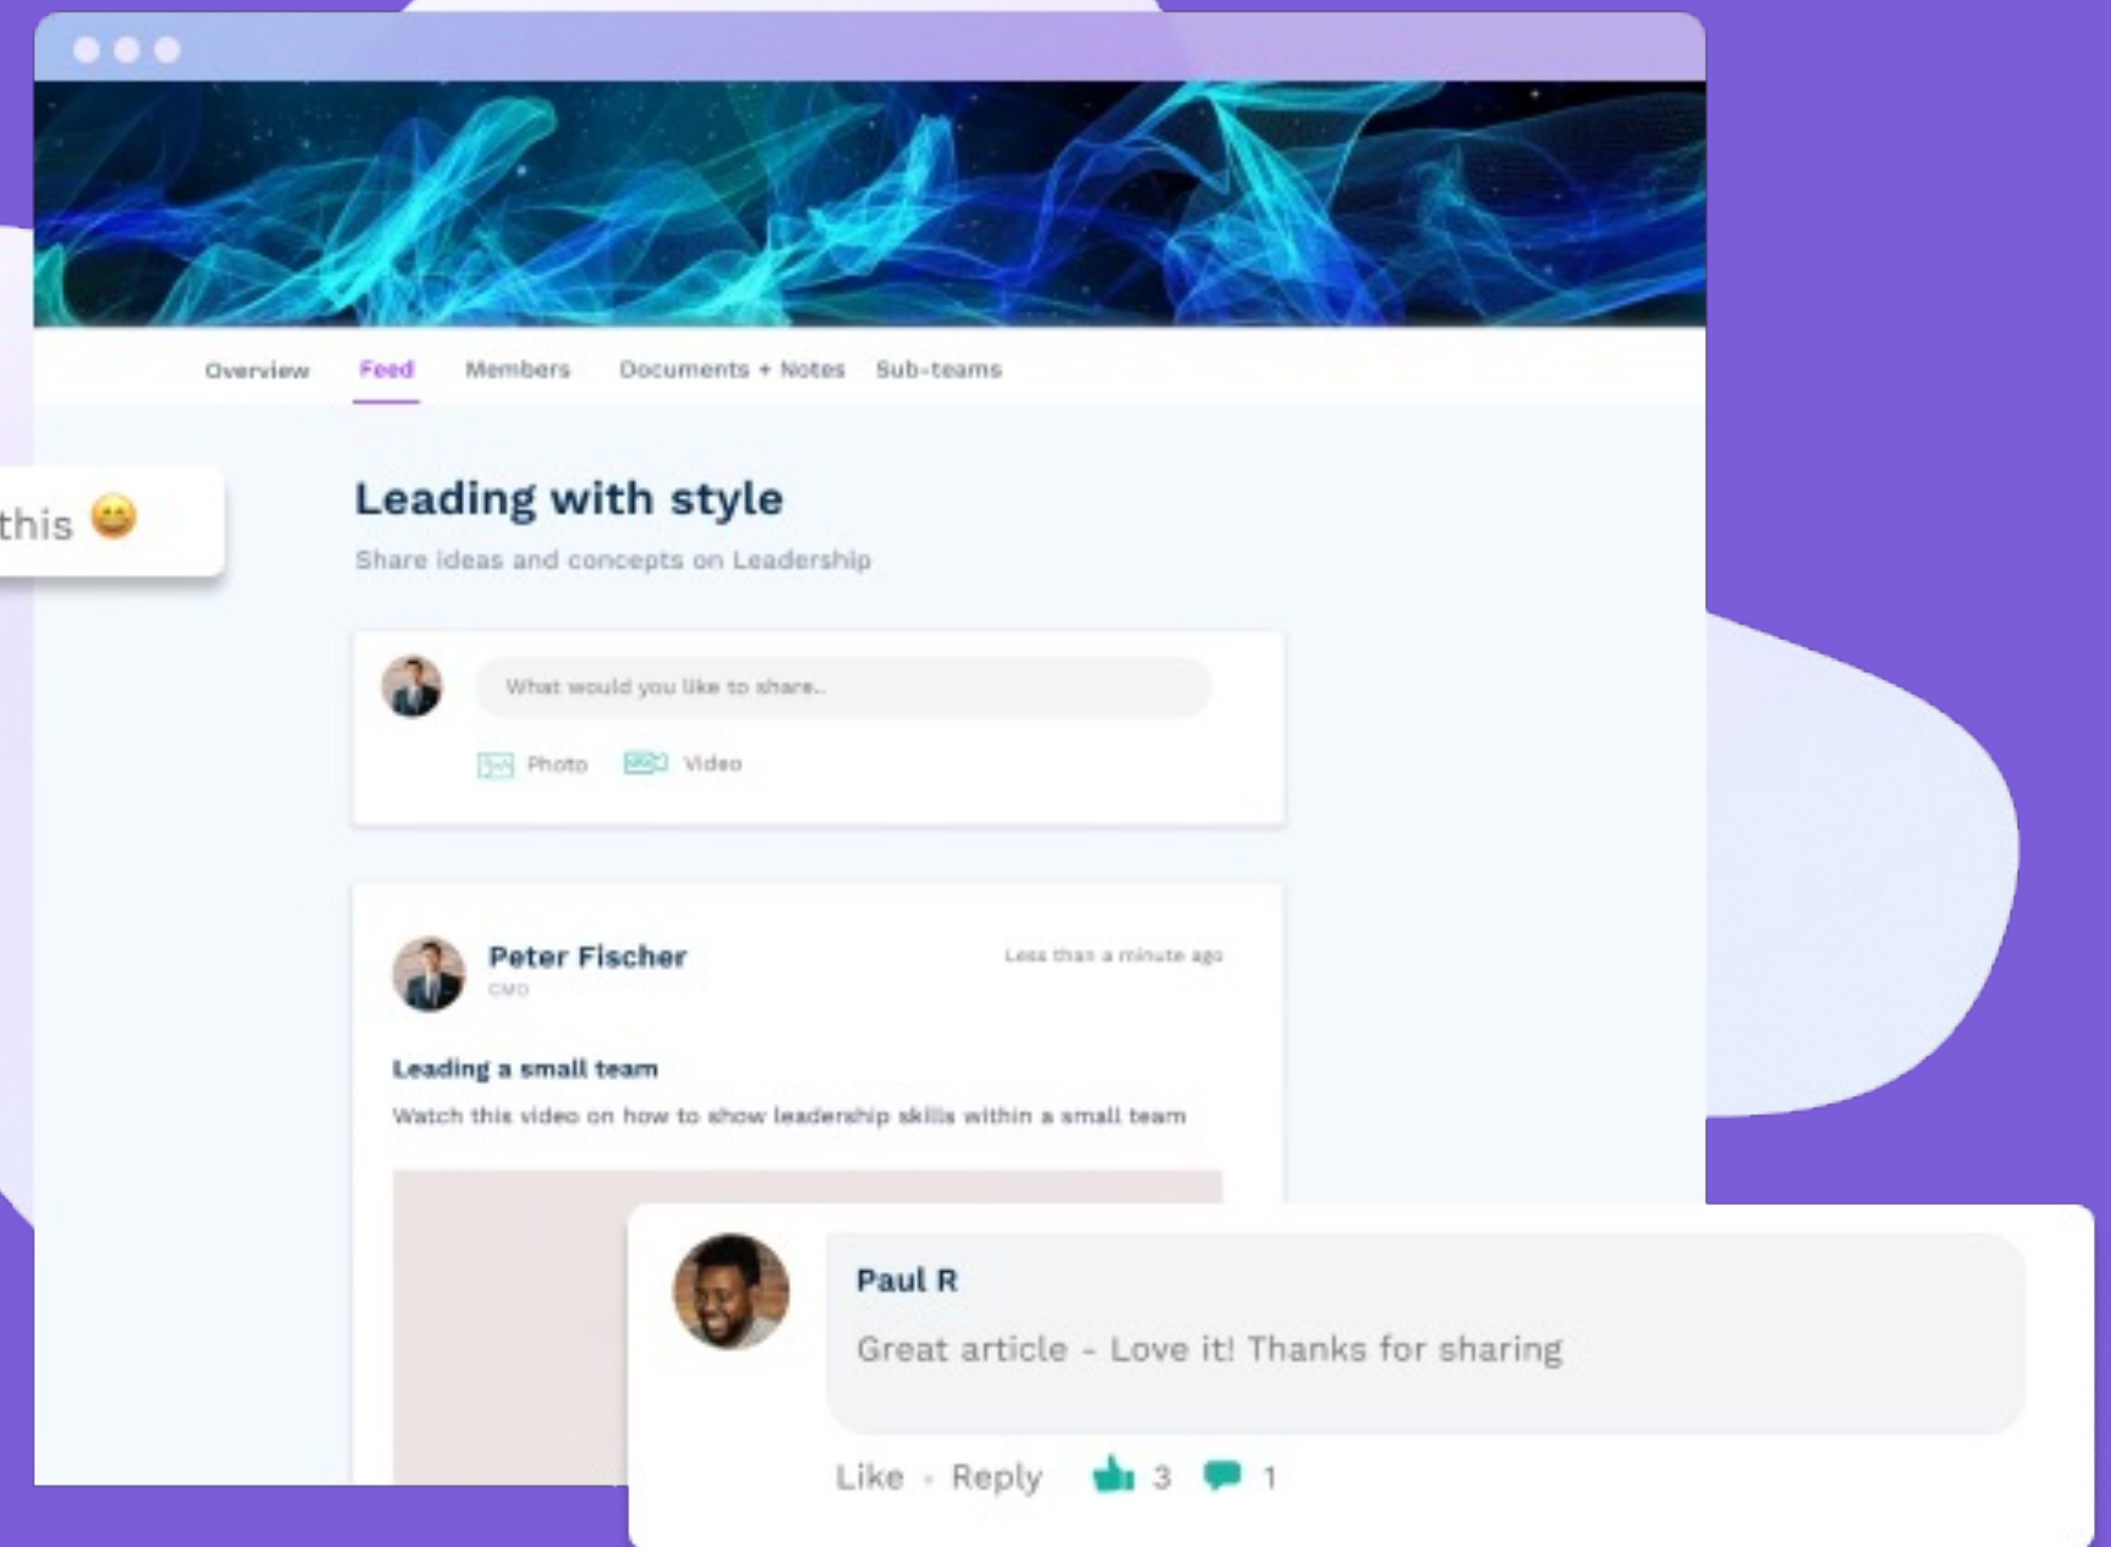 Overview Feed Members Documents + Notes Sub-teams
this 😄
Leading with style
Share ideas and concepts on Leadership
What would you like to share..
Photo Video
Peter Fischer Less than a minute ago
CMO
Leading a small team
Watch this video on how to show leadership skills within a small team
Paul R
Great article - Love it! Thanks for sharing
Like • Reply 3 1